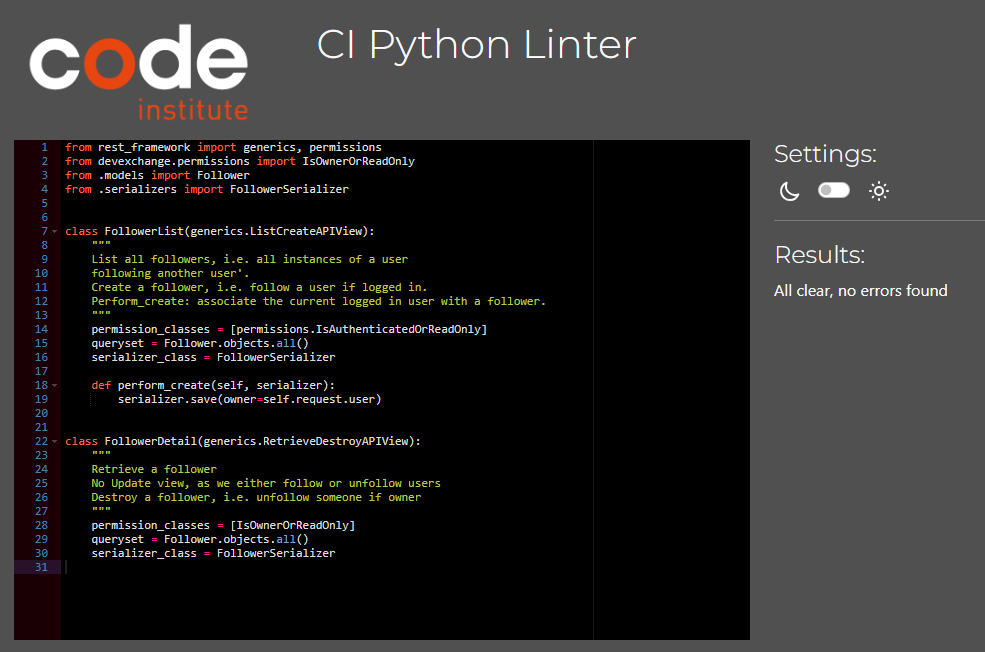 code
institute
CI Python Linter
1 from rest_framework import generics, permissions
2 from devexchange.permissions import IsOwnerOrReadOnly
3 from .models import Follower
4 from .serializers import FollowerSerializer
5
6
7 class FollowerList(generics.ListCreateAPIView):
8     """
9     List all followers, i.e. all instances of a user
10     following another user'.
11     Create a follower, i.e. follow a user if logged in.
12     Perform_create: associate the current logged in user with a follower.
13     """
14     permission_classes = [permissions.IsAuthenticatedOrReadOnly]
15     queryset = Follower.objects.all()
16     serializer_class = FollowerSerializer
17
18     def perform_create(self, serializer):
19         serializer.save(owner=self.request.user)
20
21
22 class FollowerDetail(generics.RetrieveDestroyAPIView):
23     """
24     Retrieve a follower
25     No Update view, as we either follow or unfollow users
26     Destroy a follower, i.e. unfollow someone if owner
27     """
28     permission_classes = [IsOwnerOrReadOnly]
29     queryset = Follower.objects.all()
30     serializer_class = FollowerSerializer
31
Settings:
Results:
All clear, no errors found